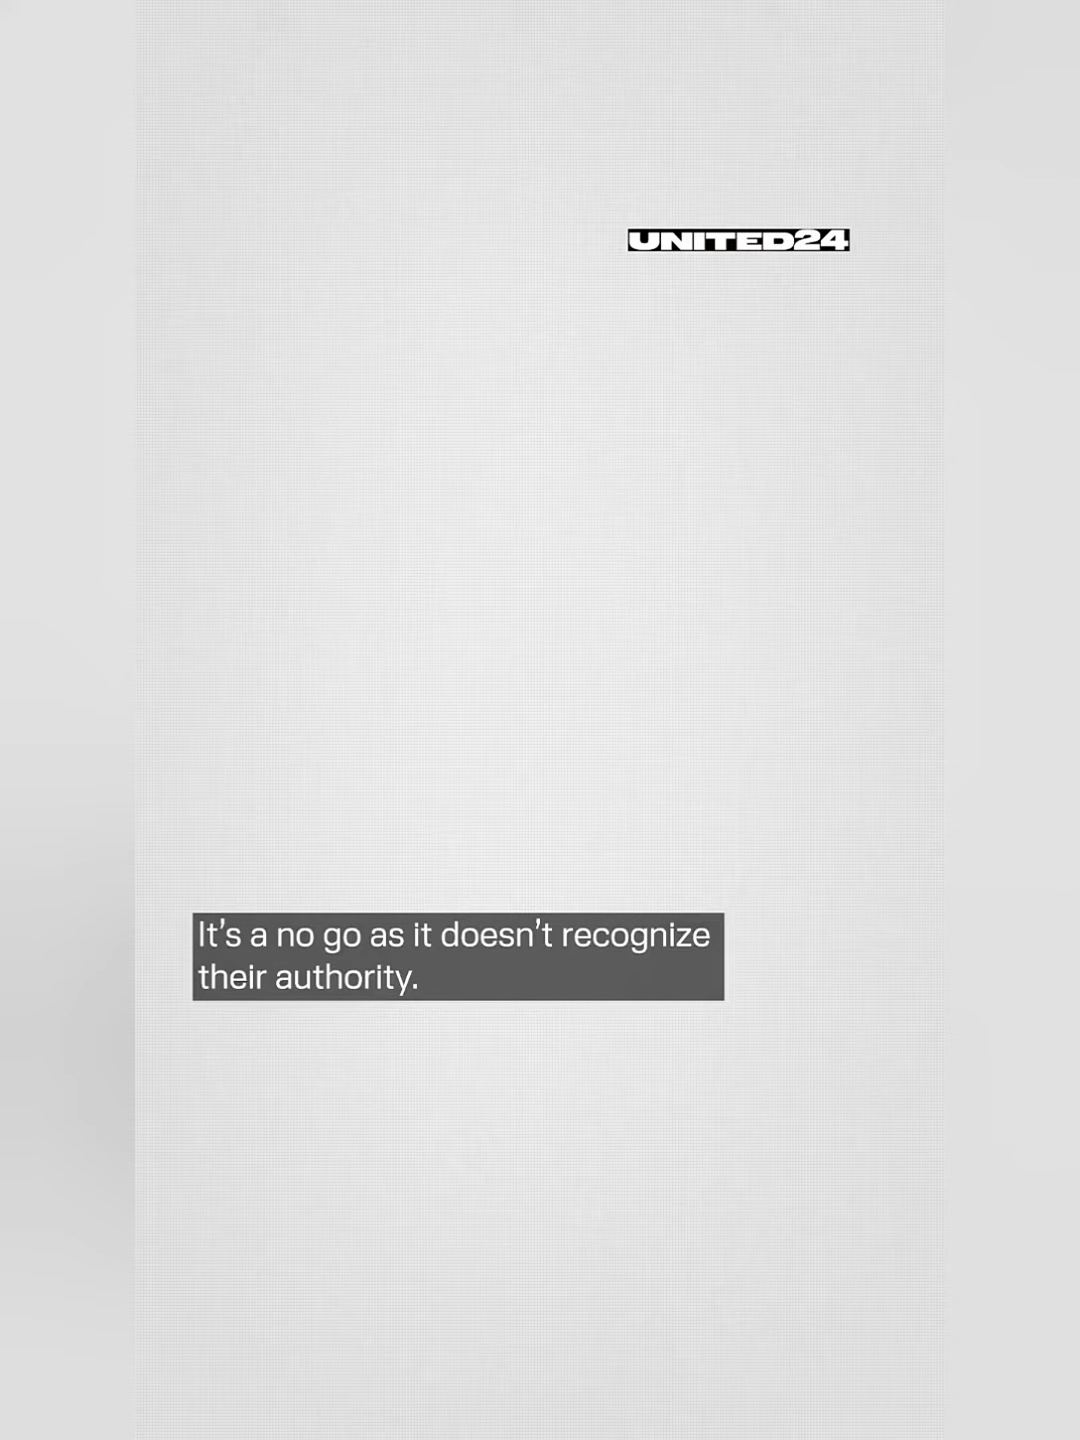 UNITED24
It’s a no go as it doesn’t recognize
their authority.